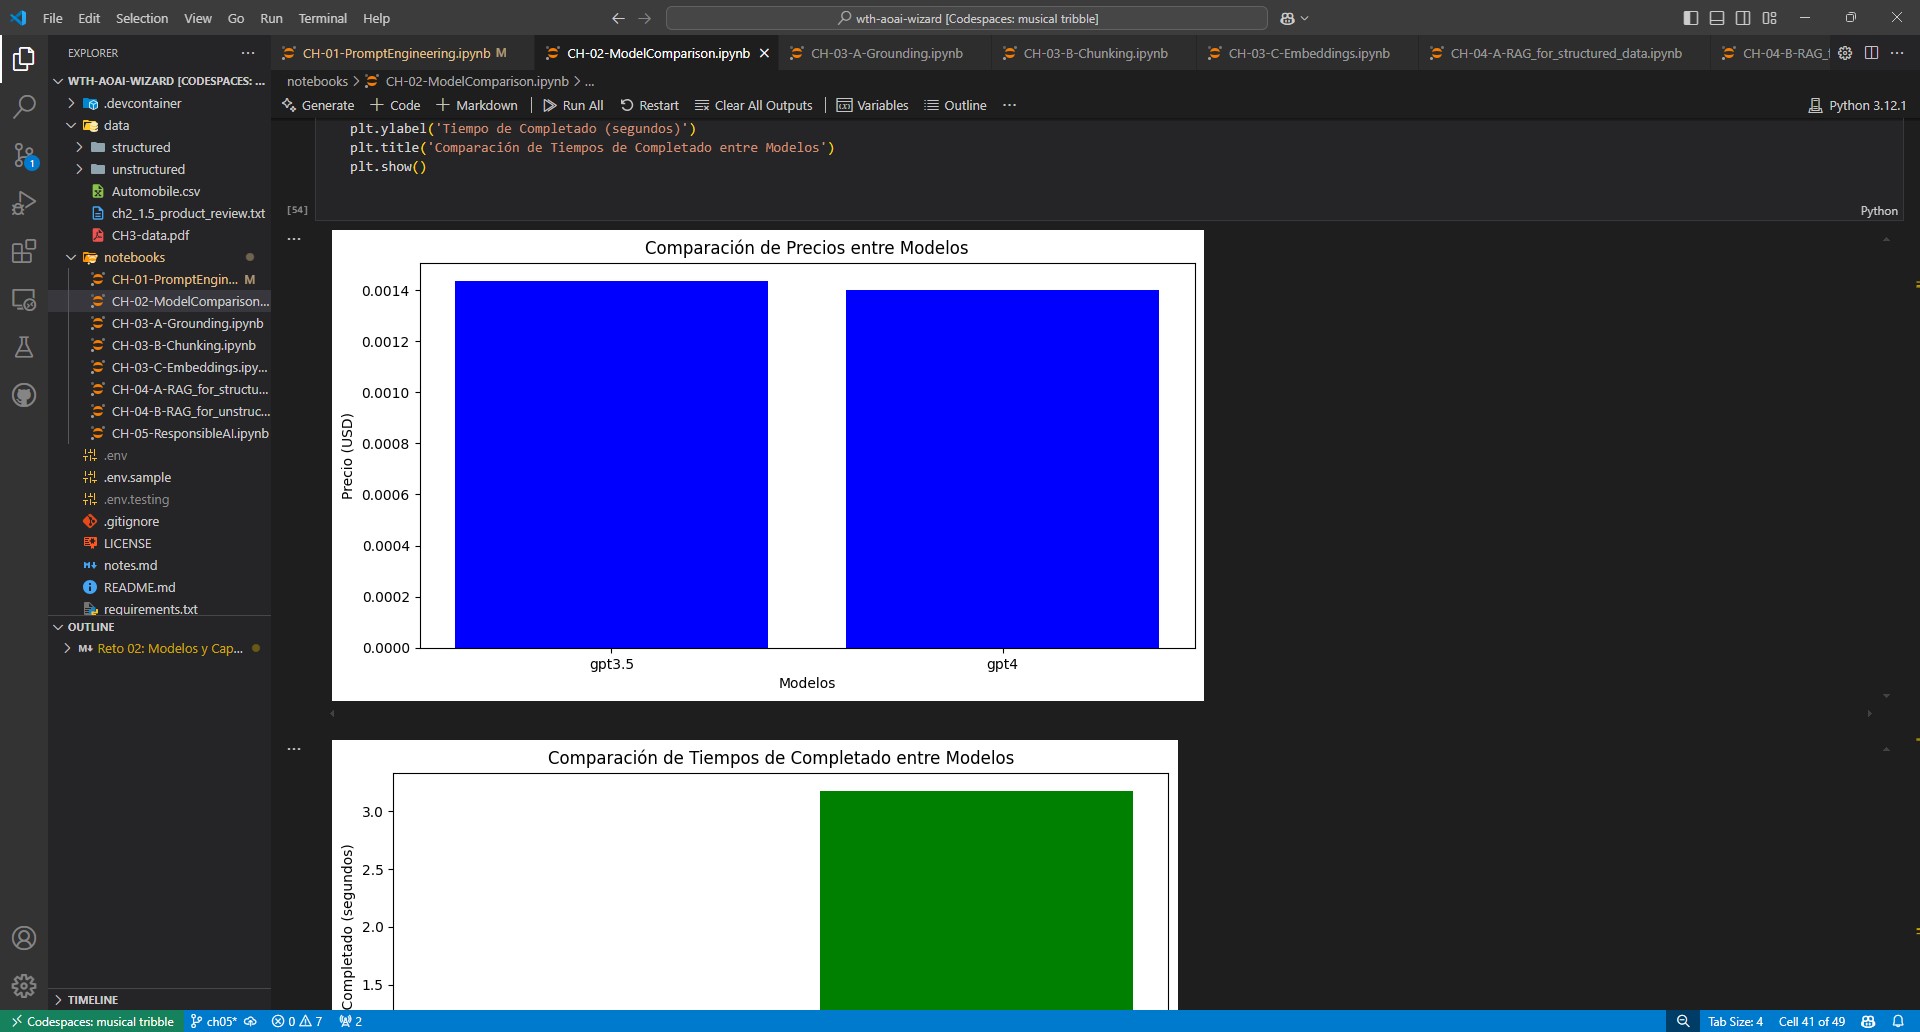 File Edit Selection View Go Run Terminal Help
wth-aoai-wizard [Codespaces: musical tribble]
EXPLORER
CH-01-PromptEngineering.ipynb M
CH-02-ModelComparison.ipynb
CH-03-A-Grounding.ipynb
CH-03-B-Chunking.ipynb
CH-03-C-Embeddings.ipynb
CH-04-A-RAG_for_structured_data.ipynb
CH-04-B-RAG_
WTH-AOAI-WIZARD [CODESPACES: ...
notebooks > CH-02-ModelComparison.ipynb > ...
Generate + Code + Markdown Run All Restart Clear All Outputs Variables Outline ...
Python 3.12.1
.devcontainer
data
structured
unstructured
Automobile.csv
ch2_1.5_product_review.txt
CH3-data.pdf
notebooks
CH-01-PromptEngin... M
CH-02-ModelComparison...
CH-03-A-Grounding.ipynb
CH-03-B-Chunking.ipynb
CH-03-C-Embeddings.ipy...
CH-04-A-RAG_for_structu...
CH-04-B-RAG_for_unstruc...
CH-05-ResponsibleAI.ipynb
.env
.env.sample
.env.testing
.gitignore
LICENSE
notes.md
README.md
requirements.txt
OUTLINE
Reto 02: Modelos y Cap...
TIMELINE
plt.ylabel('Tiempo de Completado (segundos)')
plt.title('Comparación de Tiempos de Completado entre Modelos')
plt.show()
[54]
Python
Comparación de Precios entre Modelos
0.0014
0.0012
0.0010
0.0008
0.0006
0.0004
0.0002
0.0000
Precio (USD)
gpt3.5
gpt4
Modelos
Comparación de Tiempos de Completado entre Modelos
3.0
2.5
2.0
1.5
Completado (segundos)
Codespaces: musical tribble
ch05*
0 7
2
1
Tab Size: 4
Cell 41 of 49